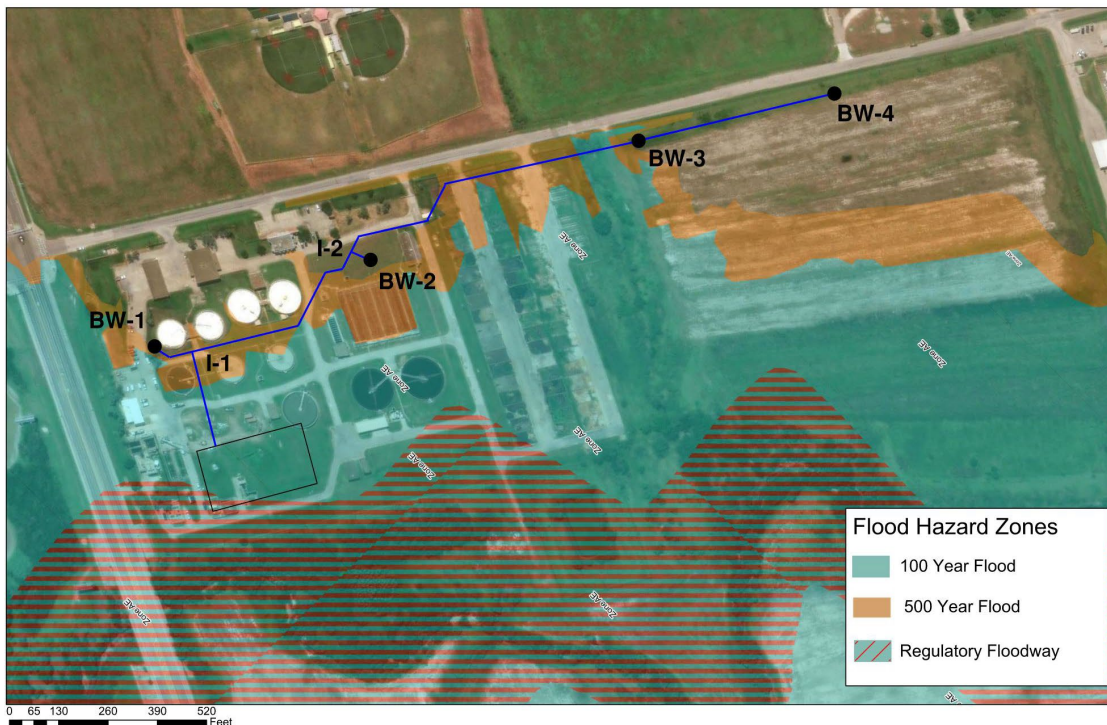 BW-4
BW-3
Zone AE
I-2
BW-2
BW-1
I-1
Zone AE
Zone AE
Zone AE
Zone AE
Flood Hazard Zones
100 Year Flood
500 Year Flood
Regulatory Floodway
Zone AE
Zone AE
Zone AE
0 65 130 260 390 520
Feet